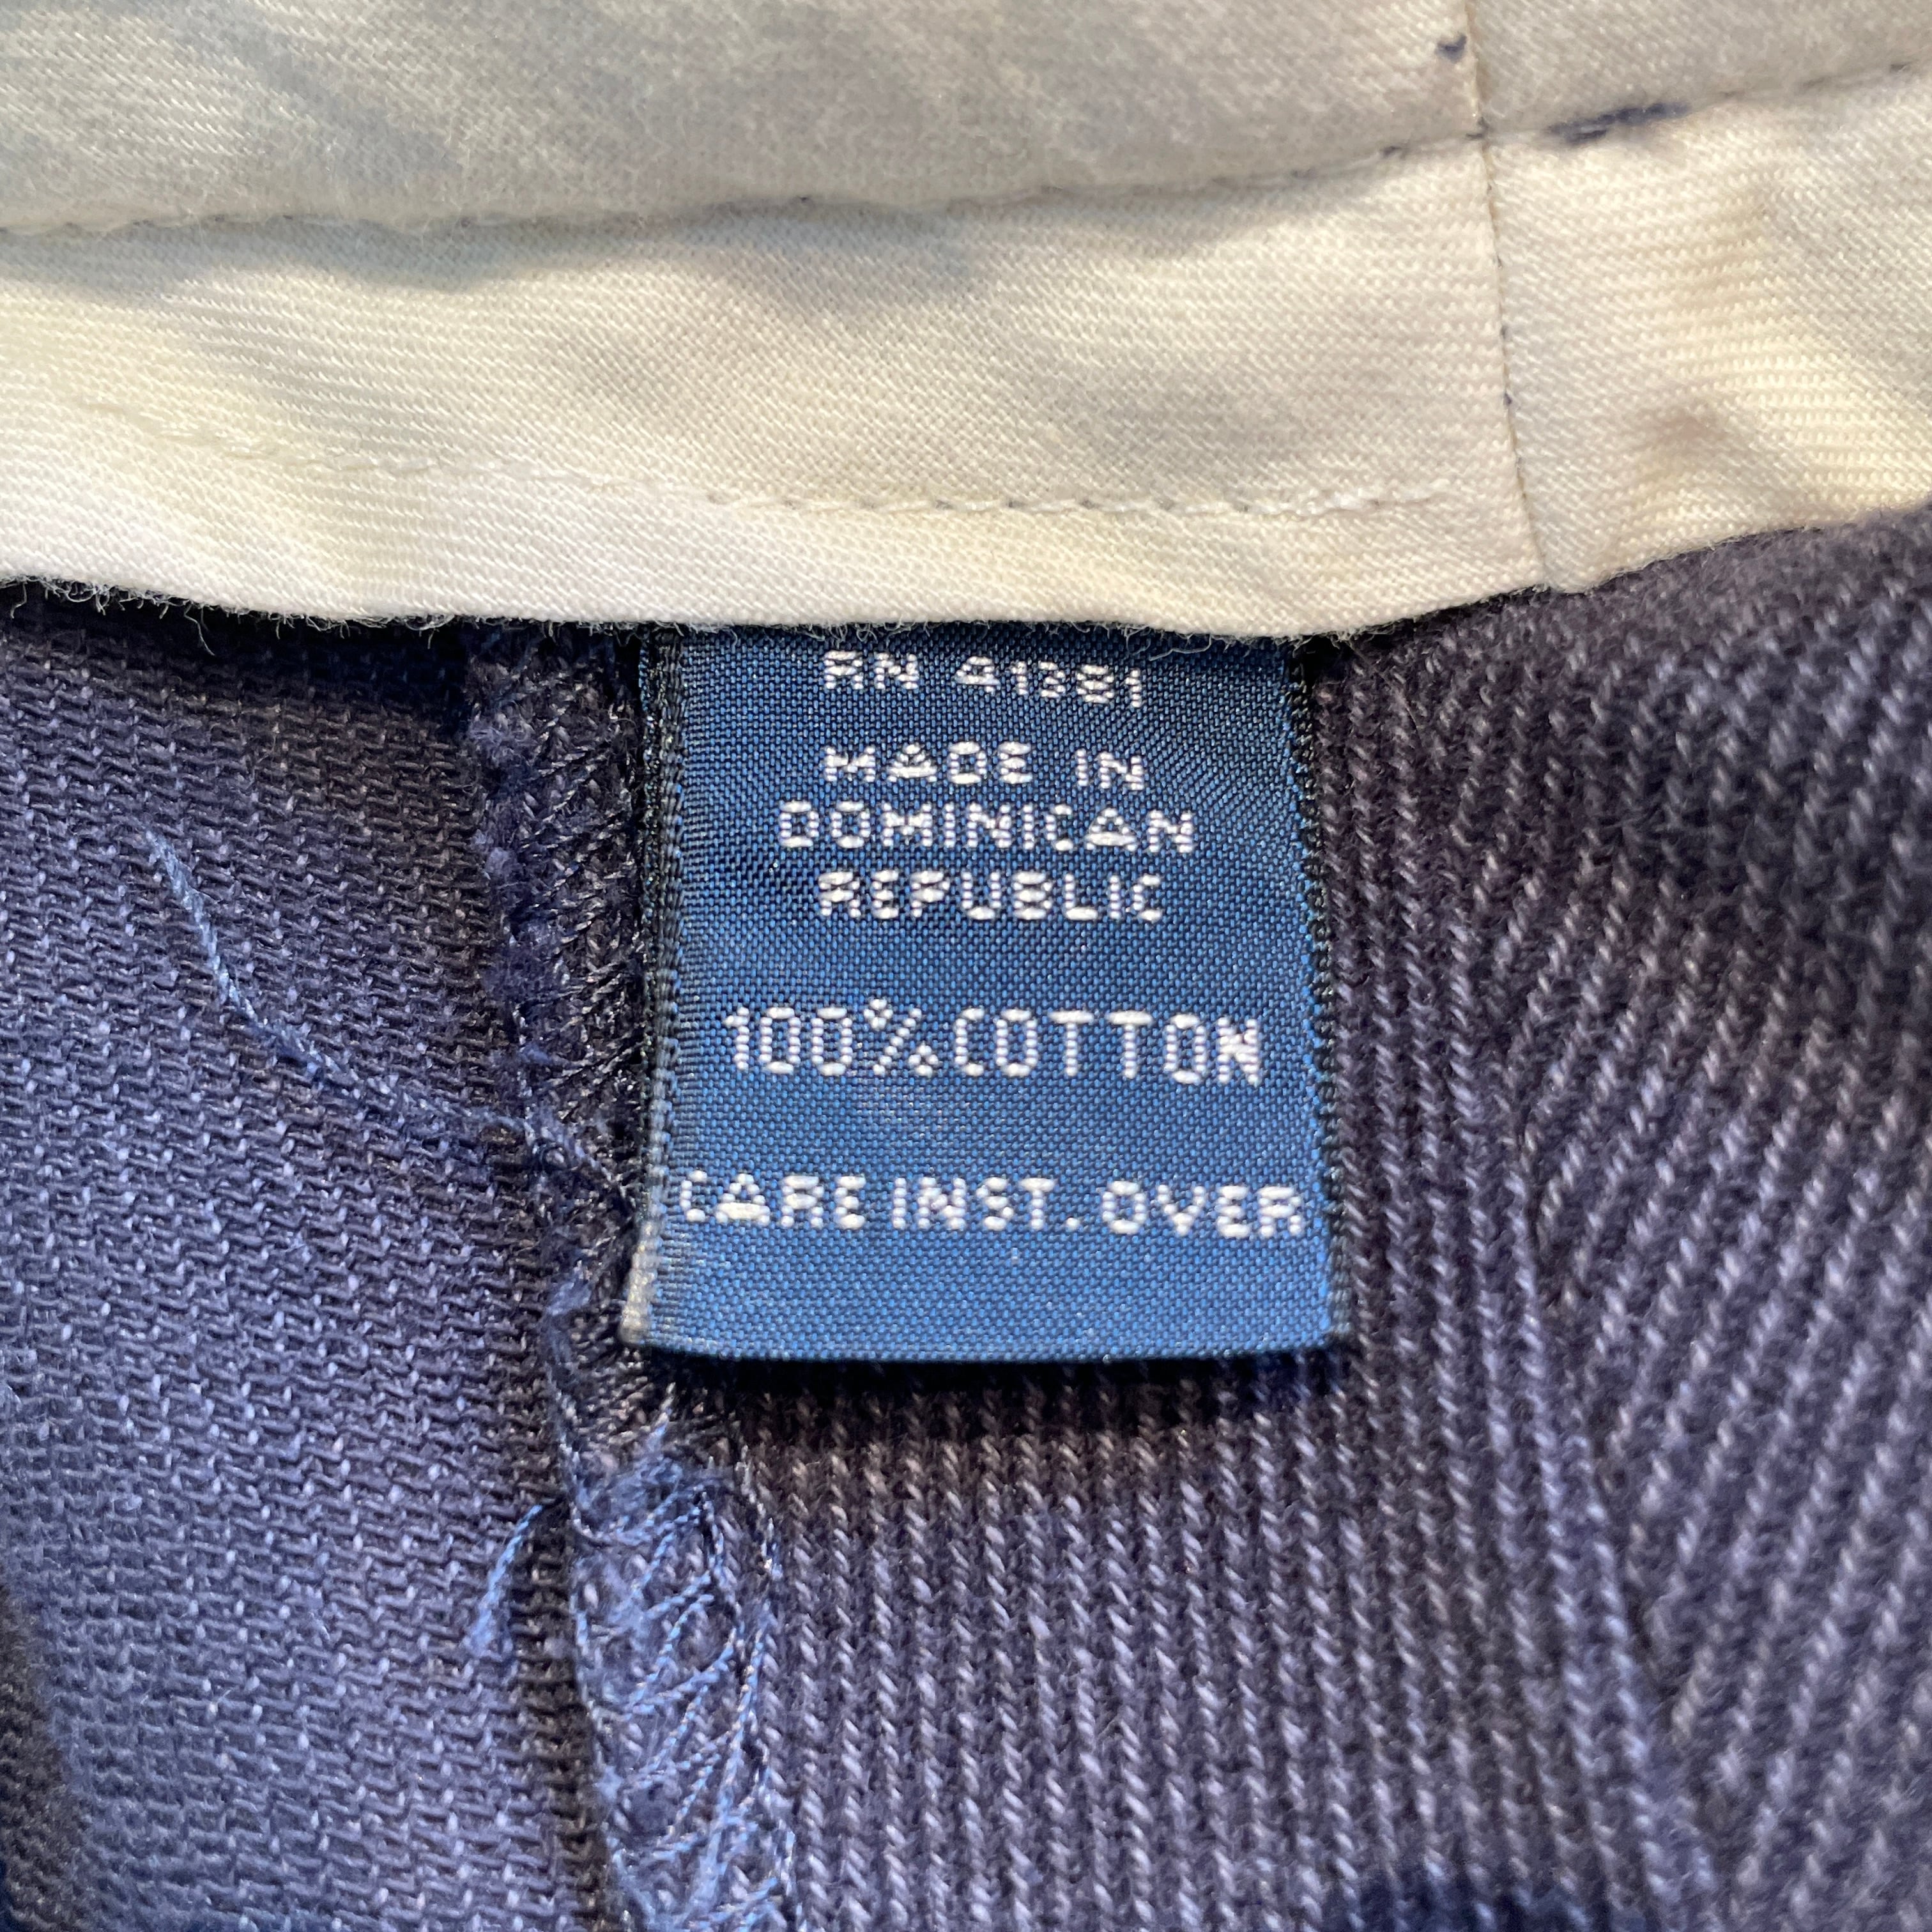 RN 41381
MADE IN
DOMINICAN
REPUBLIC
100% COTTON
CARE INST. OVER